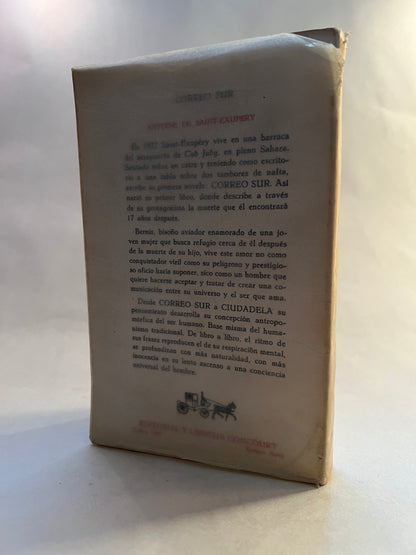 CORREO SUR
ANTOINE DE SAINT-EXUPERY
En 1927 Saint-Exupéry vive en una barraca
del aeropuerto de Cab Juby, en pleno Sahara.
Sentado sobre un catre y teniendo como escrito-
rio a una tabla sobre dos tambores de nafta,
escribe su primera novela: CORREO SUR. Así
nació su primer libro, donde describe a través
de su protagonista la muerte que él encontrará
17 años después.
Bernis, bisoño aviador enamorado de una jo-
ven mujer que busca refugio cerca de él después
de la muerte de su hijo, vive este amor no como
conquistador viril como su peligroso y prestigio-
so oficio haría suponer, sino como un hombre que
quiere hacerse aceptar y tratar de crear una co-
municación entre su universo y el ser que ama.
Desde CORREO SUR a CIUDADELA su
pensamiento desarrolla su concepción antropo-
mórfica del ser humano. Base misma del huma-
nismo tradicional. De libro a libro, el ritmo de
sus frases reproducen el de su respiración mental,
se profundizan con más naturalidad, con más
inocencia en su lento ascenso a una conciencia
universal del hombre.
EDITORIAL Y LIBRERIA GONCOURT
Buenos Aires